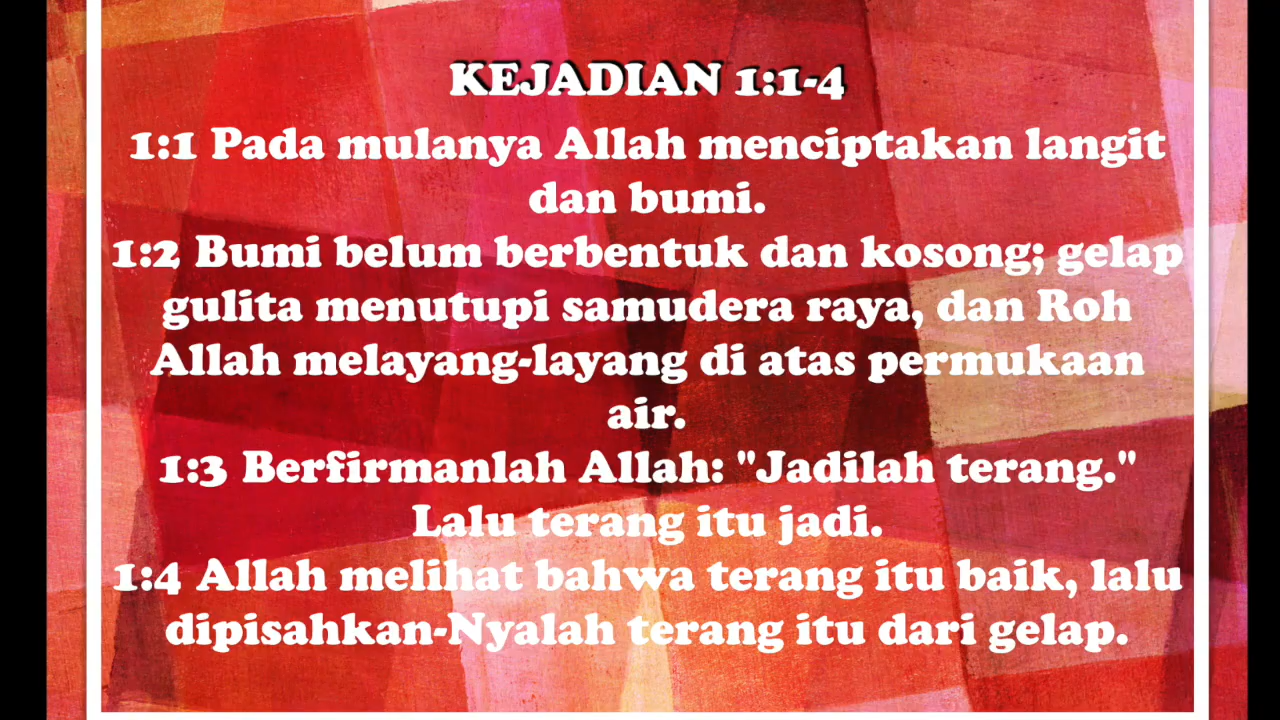 KEJADIAN 1:1-4
1:1 Pada mulanya Allah menciptakan langit
dan bumi.
1:2 Bumi belum berbentuk dan kosong; gelap
gulita menutupi samudera raya, dan Roh
Allah melayang-layang di atas permukaan
air.
1:3 Berfirmanlah Allah: "Jadilah terang."
Lalu terang itu jadi.
1:4 Allah melihat bahwa terang itu baik, lalu
dipisahkan-Nyalah terang itu dari gelap.